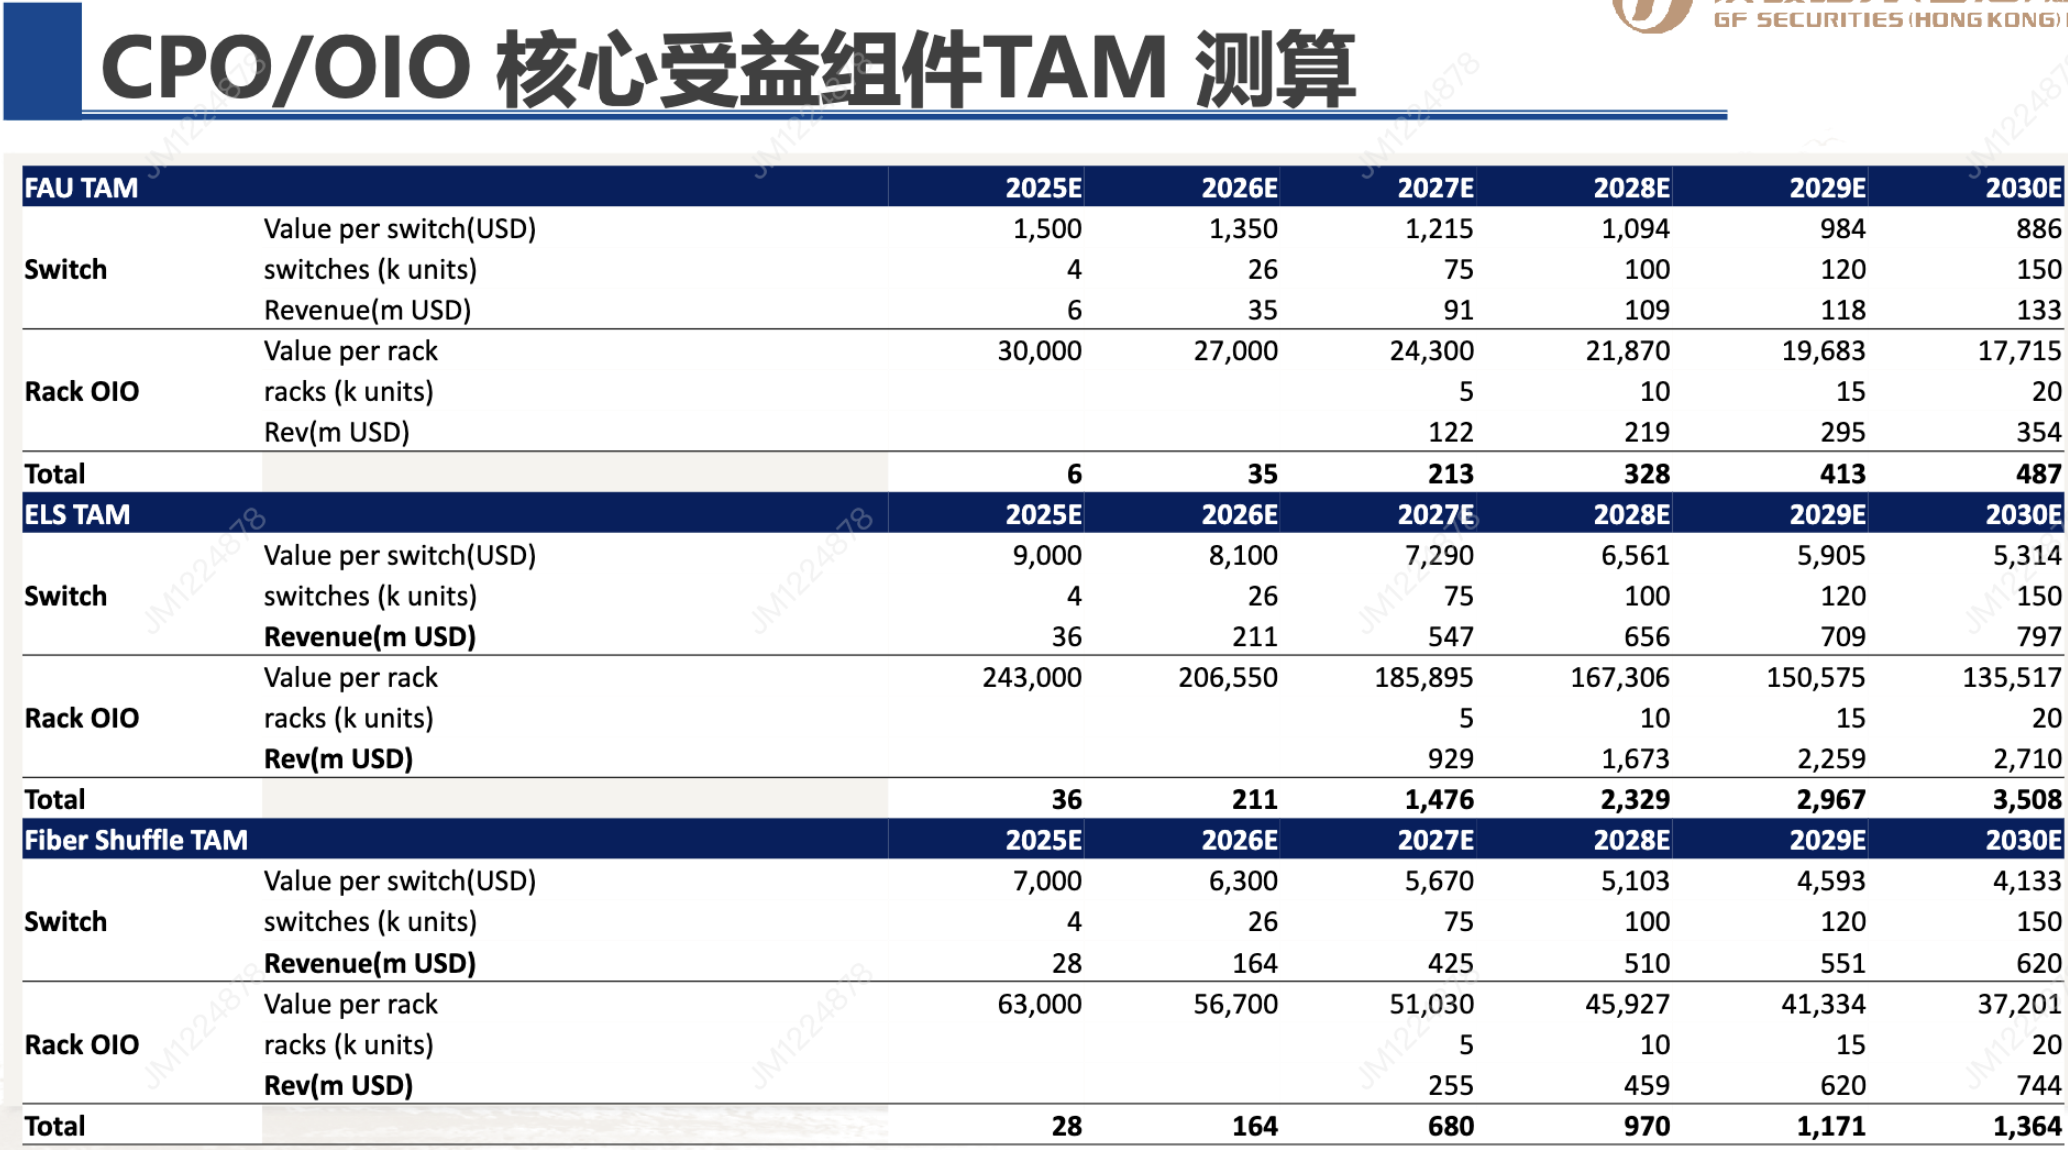 GF SECURITIES (HONG KONG)
CPO/OIO 核心受益组件TAM 测算
FAU TAM 2025E 2026E 2027E 2028E 2029E 2030E
Value per switch(USD) 1,500 1,350 1,215 1,094 984 886
Switch switches (k units) 4 26 75 100 120 150
Revenue(m USD) 6 35 91 109 118 133
Value per rack 30,000 27,000 24,300 21,870 19,683 17,715
Rack OIO racks (k units) 5 10 15 20
Rev(m USD) 122 219 295 354
Total 6 35 213 328 413 487
ELS TAM 2025E 2026E 2027E 2028E 2029E 2030E
Value per switch(USD) 9,000 8,100 7,290 6,561 5,905 5,314
Switch switches (k units) 4 26 75 100 120 150
Revenue(m USD) 36 211 547 656 709 797
Value per rack 243,000 206,550 185,895 167,306 150,575 135,517
Rack OIO racks (k units) 5 10 15 20
Rev(m USD) 929 1,673 2,259 2,710
Total 36 211 1,476 2,329 2,967 3,508
Fiber Shuffle TAM 2025E 2026E 2027E 2028E 2029E 2030E
Value per switch(USD) 7,000 6,300 5,670 5,103 4,593 4,133
Switch switches (k units) 4 26 75 100 120 150
Revenue(m USD) 28 164 425 510 551 620
Value per rack 63,000 56,700 51,030 45,927 41,334 37,201
Rack OIO racks (k units) 5 10 15 20
Rev(m USD) 255 459 620 744
Total 28 164 680 970 1,171 1,364
JM1224878